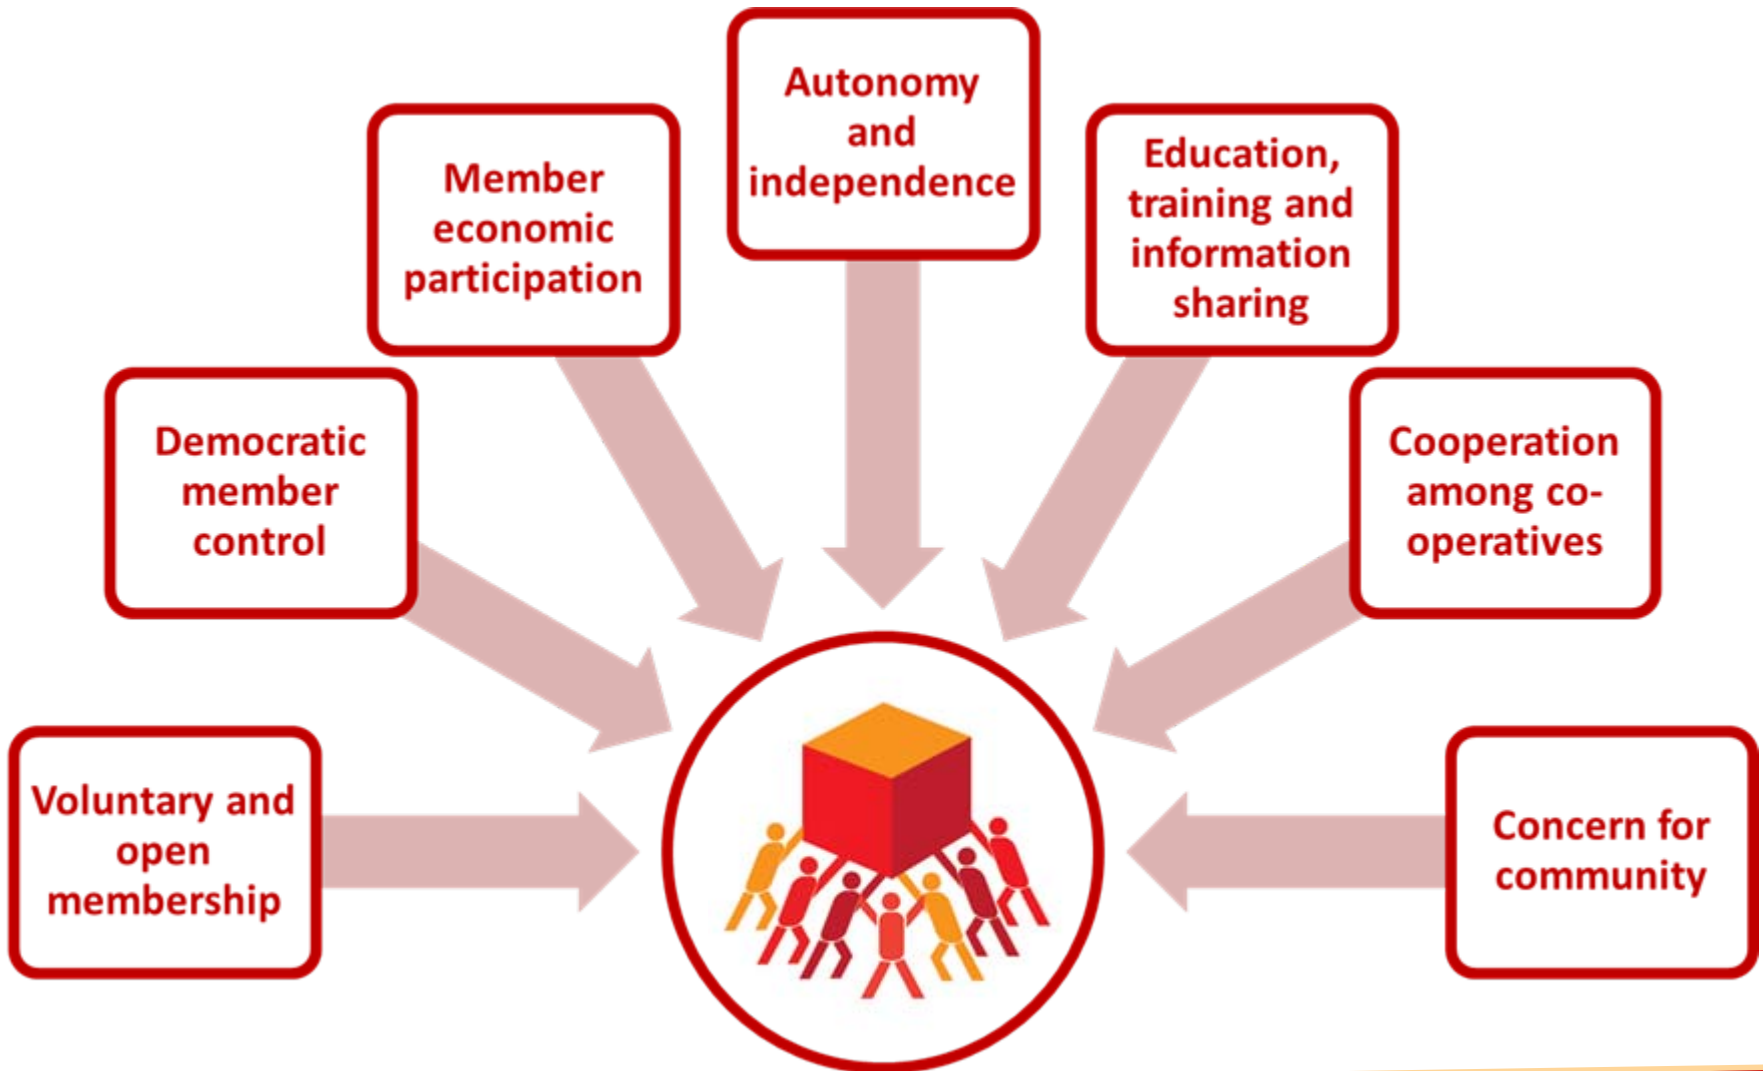 Autonomy
and
independence
Member
economic
participation
Education,
training and
information
sharing
Democratic
member
control
Cooperation
among co-
operatives
Voluntary and
open
membership
Concern for
community